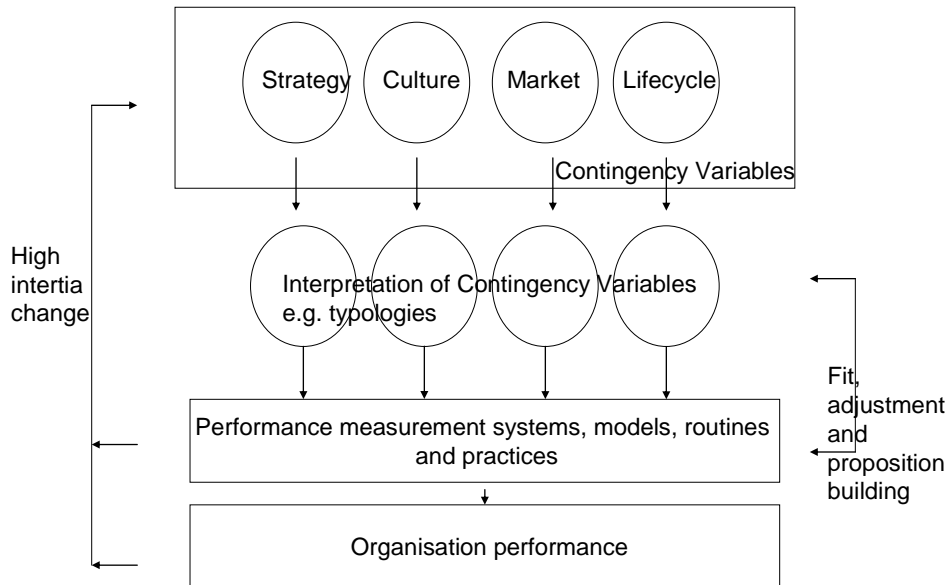 Strategy
Culture
Market
Lifecycle
Contingency Variables
High
intertia
change
Interpretation of Contingency Variables
e.g. typologies
Fit,
adjustment
and
proposition
building
Performance measurement systems, models, routines
and practices
Organisation performance